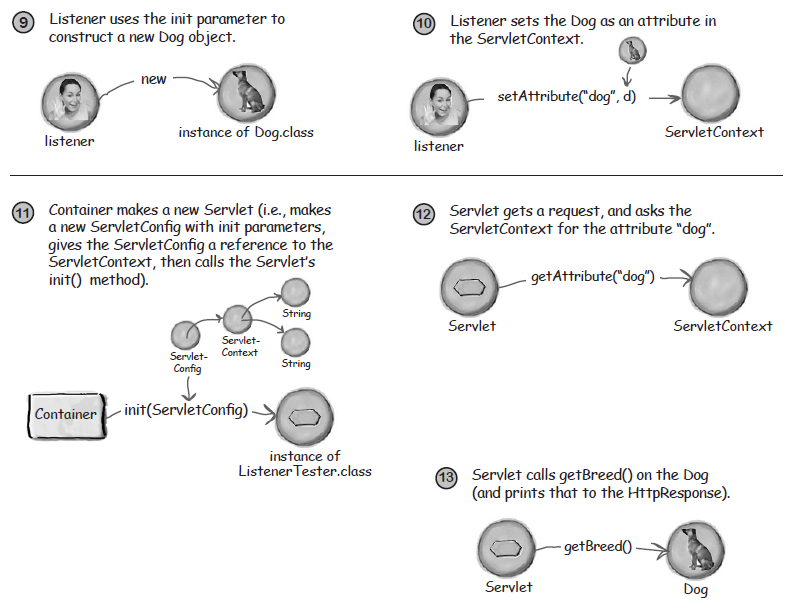 9 Listener uses the init parameter to
construct a new Dog object.
new
listener
instance of Dog.class
10 Listener sets the Dog as an attribute in
the ServletContext.
setAttribute(“dog”, d)
listener
ServletContext
11 Container makes a new Servlet (i.e., makes
a new ServletConfig with init parameters,
gives the ServletConfig a reference to the
ServletContext, then calls the Servlet’s
init() method).
String
Servlet-
Context
Servlet-
Config
String
Container
init(ServletConfig)
instance of
ListenerTester.class
12 Servlet gets a request, and asks the
ServletContext for the attribute “dog”.
getAttribute(“dog”)
Servlet
ServletContext
13 Servlet calls getBreed() on the Dog
(and prints that to the HttpResponse).
getBreed()
Servlet
Dog